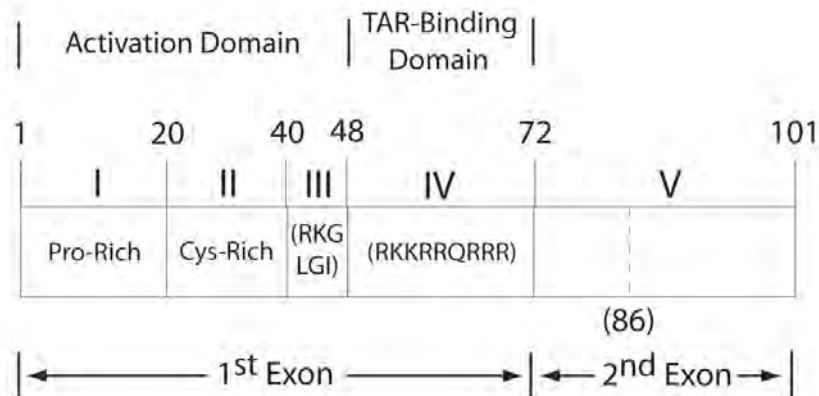 Activation Domain
TAR-Binding
Domain
1 20 40 48 72 101
I II III IV V
Pro-Rich Cys-Rich (RKG
LGI) (RKKRRQRRR)
(86)
1st Exon 2nd Exon